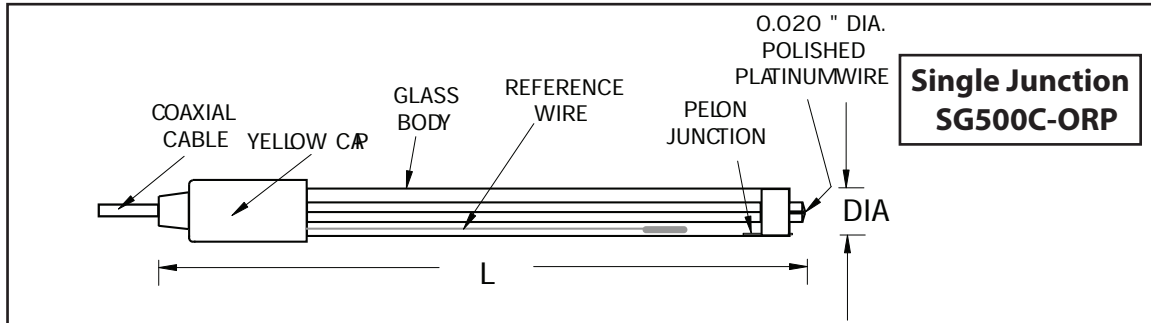 0.020 " DIA.
POLISHED
PLATINUMWIRE
Single Junction
SG500C-ORP
COAXIAL
CABLE
YELLOW CAP
GLASS
BODY
REFERENCE
WIRE
PELON
JUNCTION
DIA
L